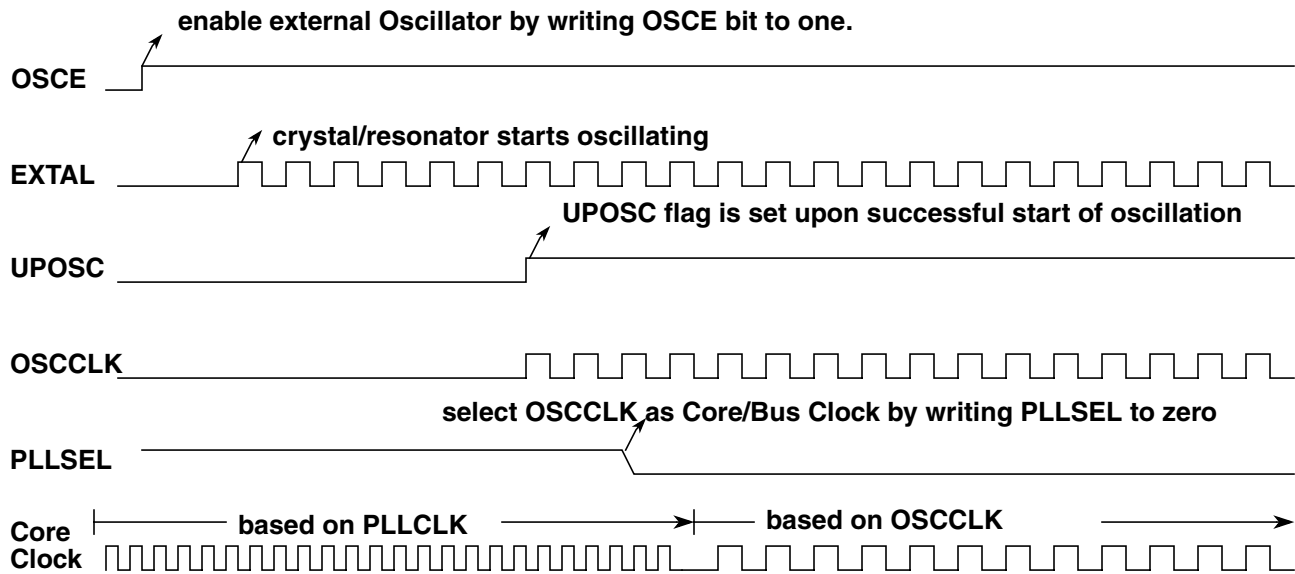 enable external Oscillator by writing OSCE bit to one.
OSCE
crystal/resonator starts oscillating
EXTAL
UPOSC flag is set upon successful start of oscillation
UPOSC
OSCCLK
select OSCCLK as Core/Bus Clock by writing PLLSEL to zero
PLLSEL
based on PLLCLK based on OSCCLK
Core
Clock